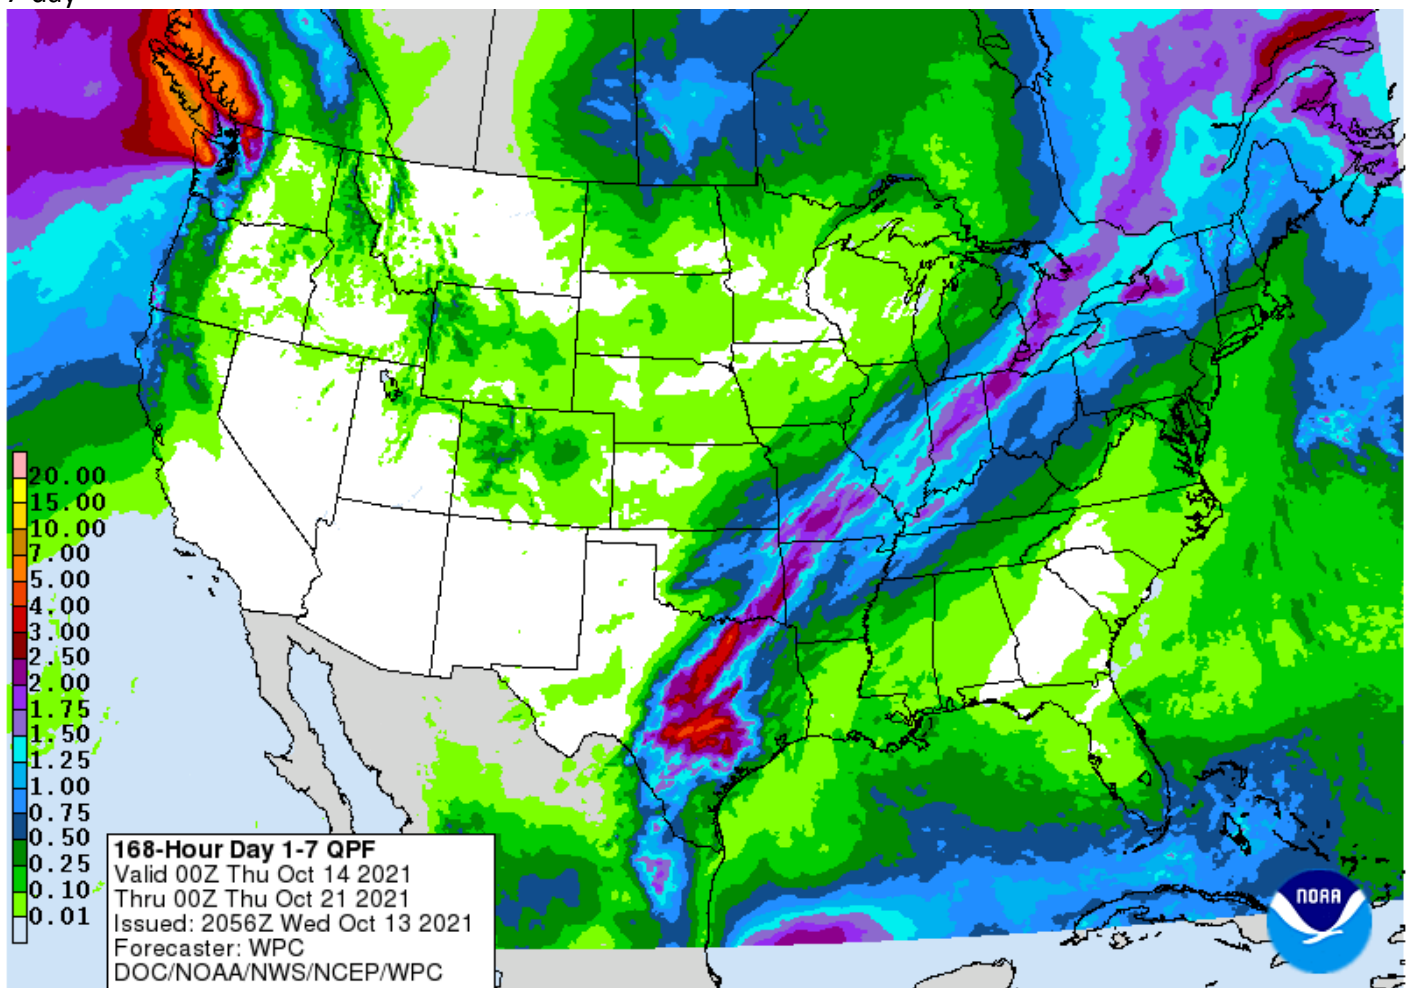 7-day
20.00
15.00
10.00
7.00
5.00
4.00
3.00
2.50
2.00
1.75
1.50
1.25
1.00
0.75
0.50
0.25
0.10
0.01
168-Hour Day 1-7 QPF
Valid 00Z Thu Oct 14 2021
Thru 00Z Thu Oct 21 2021
Issued: 2056Z Wed Oct 13 2021
Forecaster: WPC
DOC/NOAA/NWS/NCEP/WPC
NOAA